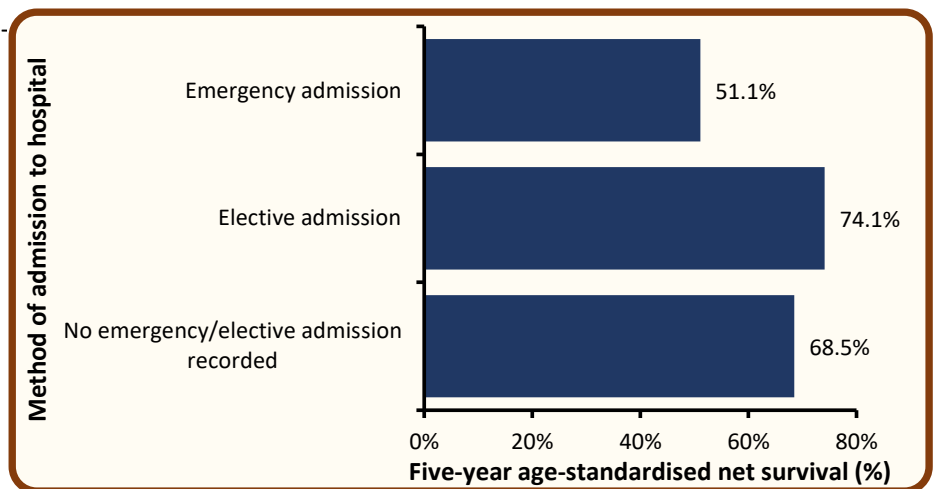 Method of admission to hospital
Emergency admission
51.1%
Elective admission
74.1%
No emergency/elective admission
recorded
68.5%
0%
20%
40%
60%
80%
Five-year age-standardised net survival (%)